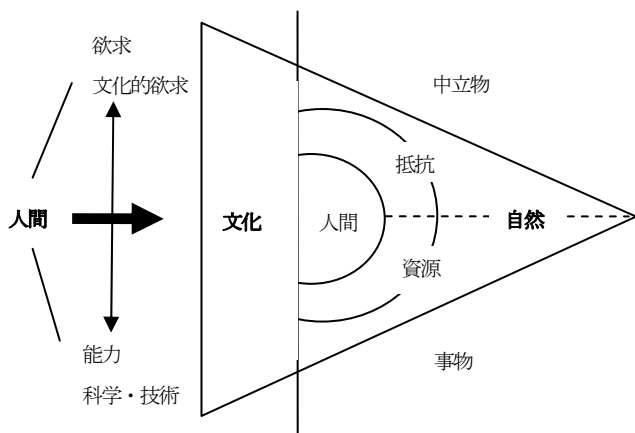 欲求
文化的欲求
中立物
抵抗
人間
文化
人間
自然
資源
能力
事物
科学・技術